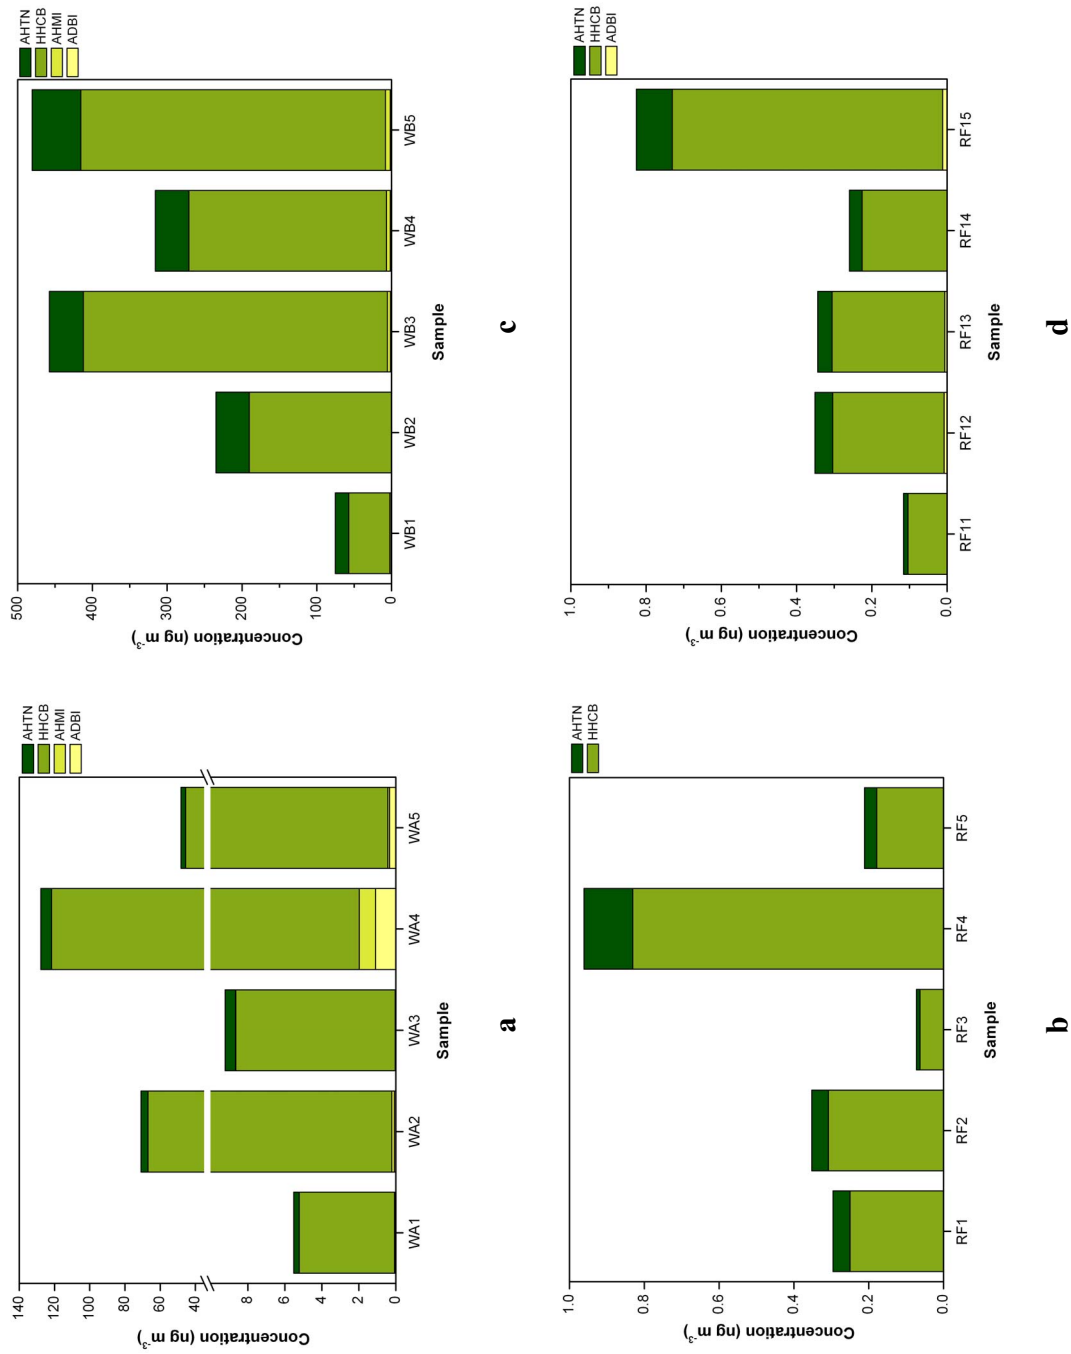 AHTN
HHCB
AHMI
ADBI
140
120
100
80
60
40
6
4
2
0
Concentration (ng m⁻³)
WA1
WA2
WA3
WA4
WA5
Sample
a
AHTN
HHCB
AHMI
ADBI
500
400
300
200
100
0
Concentration (ng m⁻³)
WB1
WB2
WB3
WB4
WB5
Sample
c
AHTN
HHCB
1.0
0.8
0.6
0.4
0.2
0.0
Concentration (ng m⁻³)
RF1
RF2
RF3
RF4
RF5
Sample
b
AHTN
HHCB
ADBI
1.0
0.8
0.6
0.4
0.2
0.0
Concentration (ng m⁻³)
RF11
RF12
RF13
RF14
RF15
Sample
d